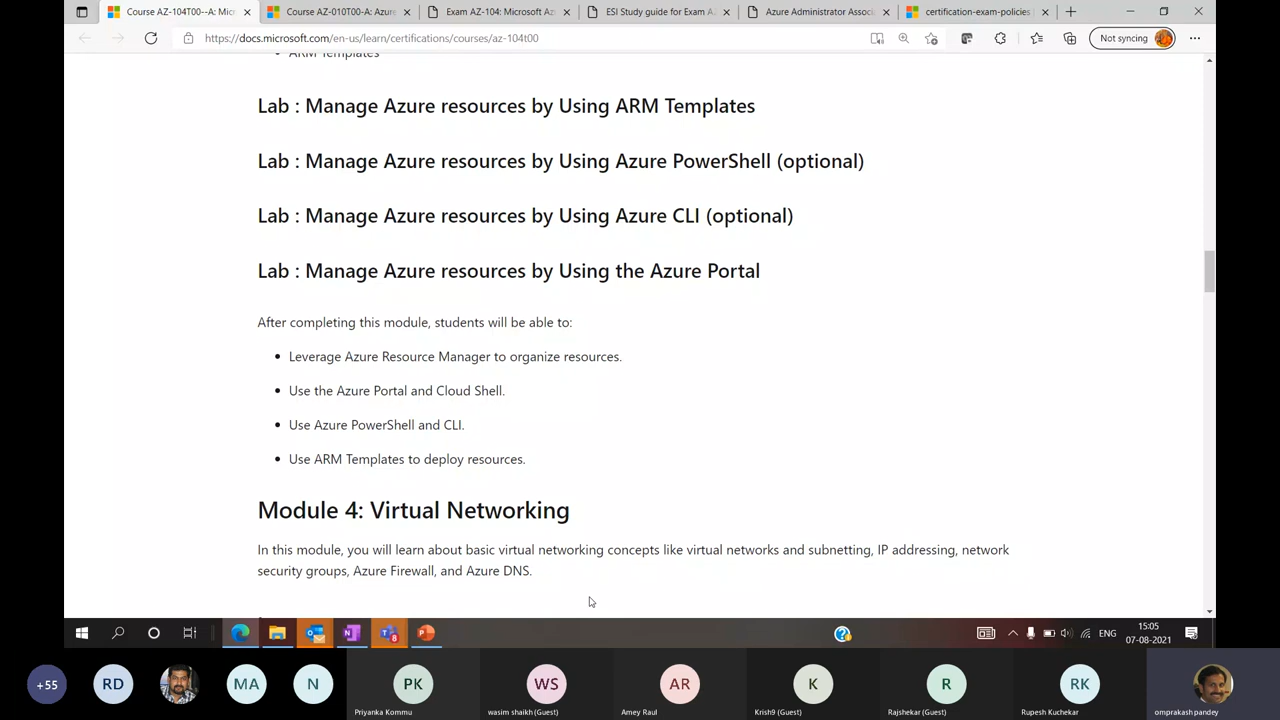 Course AZ-104T00--A: Mic
Course AZ-010T00-A: Azure
Exam AZ-104: Microsoft Az
ESI Study guide for Exam A
Azure Administrator Assoc
certification-exam-policies
https://docs.microsoft.com/en-us/learn/certifications/courses/az-104t00
Not syncing
ARM Templates
Lab : Manage Azure resources by Using ARM Templates
Lab : Manage Azure resources by Using Azure PowerShell (optional)
Lab : Manage Azure resources by Using Azure CLI (optional)
Lab : Manage Azure resources by Using the Azure Portal
After completing this module, students will be able to:
Leverage Azure Resource Manager to organize resources.
Use the Azure Portal and Cloud Shell.
Use Azure PowerShell and CLI.
Use ARM Templates to deploy resources.
Module 4: Virtual Networking
In this module, you will learn about basic virtual networking concepts like virtual networks and subnetting, IP addressing, network
security groups, Azure Firewall, and Azure DNS.
ENG
15:05
07-08-2021
+55
RD
MA
N
PK
WS
AR
K
R
RK
Priyanka Kommu
wasim shaikh (Guest)
Amey Raul
Krish9 (Guest)
Rajshekar (Guest)
Rupesh Kuchekar
omprakash pandey